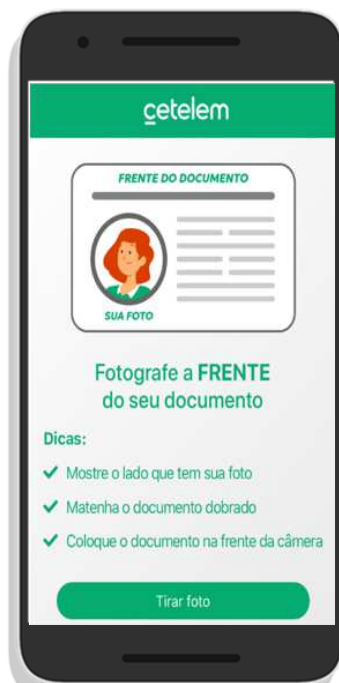 cetelem
FRENTE DO DOCUMENTO
SUA FOTO
Fotografe a FRENTE
do seu documento
Dicas:
Mostre o lado que tem sua foto
Matenha o documento dobrado
Coloque o documento na frente da câmera
Tirar foto